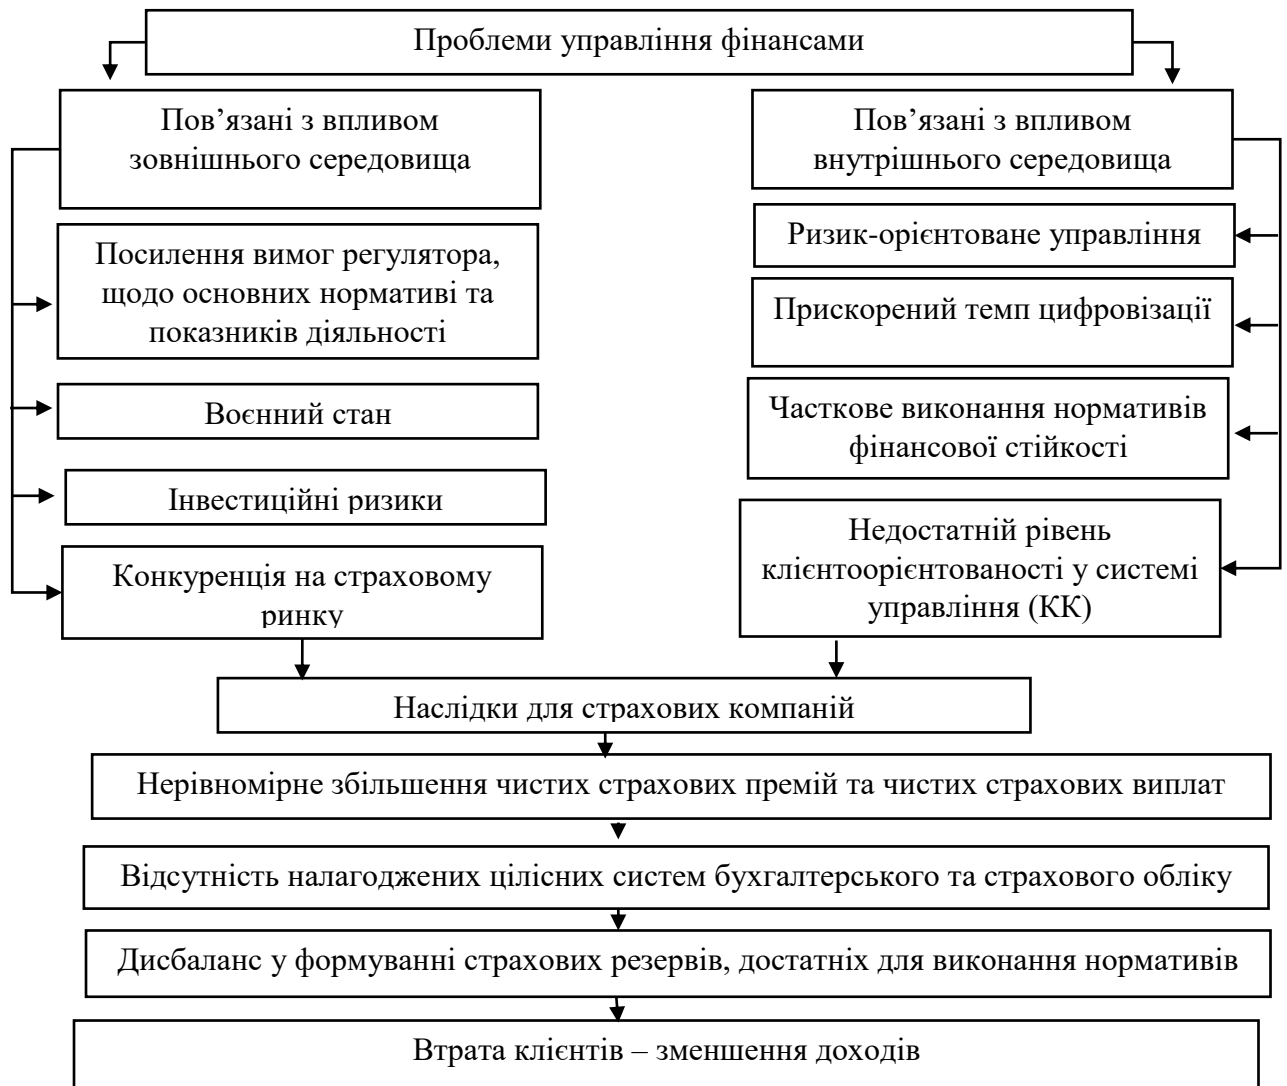 Проблеми управління фінансами
Пов’язані з впливом
зовнішнього середовища
Посилення вимог регулятора,
щодо основних нормативі та
показників діяльності
Воєнний стан
Інвестиційні ризики
Конкуренція на страховому
ринку
Пов’язані з впливом
внутрішнього середовища
Ризик-орієнтоване управління
Прискорений темп цифровізації
Часткове виконання нормативів
фінансової стійкості
Недостатній рівень
клієнтоорієнтованості у системі
управління (КК)
Наслідки для страхових компаній
Нерівномірне збільшення чистих страхових премій та чистих страхових виплат
Відсутність налагоджених цілісних систем бухгалтерського та страхового обліку
Дисбаланс у формуванні страхових резервів, достатніх для виконання нормативів
Втрата клієнтів – зменшення доходів